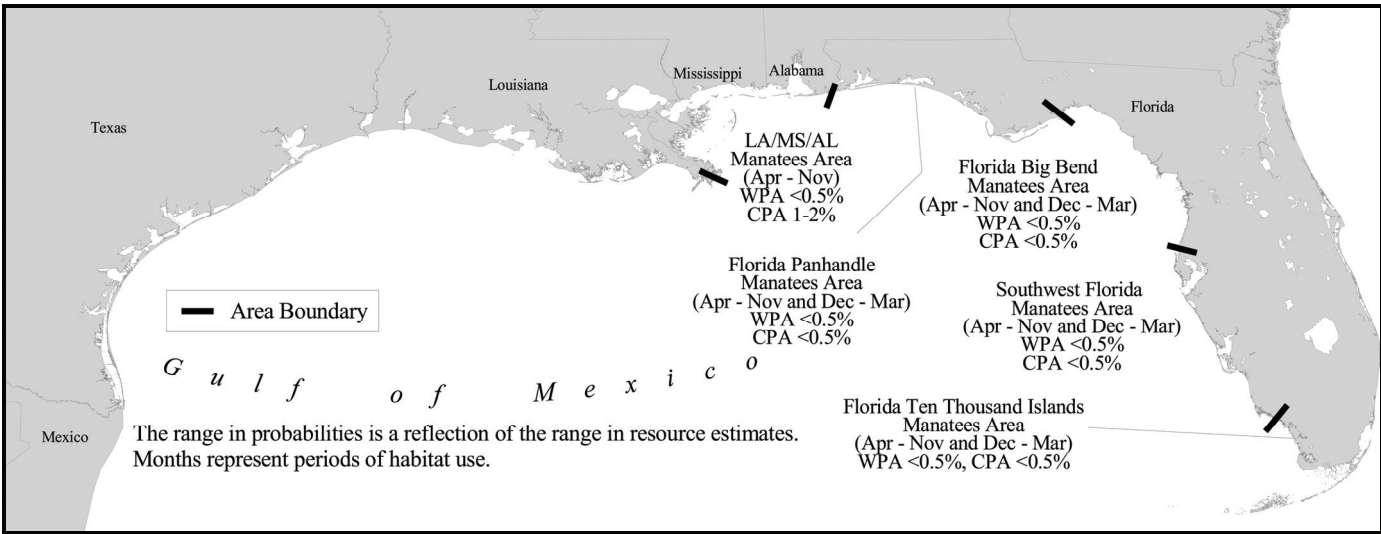 Texas
Louisiana
Mississippi
Alabama
Florida
Mexico
LA/MS/AL
Manatees Area
(Apr - Nov)
WPA <0.5%
CPA 1-2%
Florida Panhandle
Manatees Area
(Apr - Nov and Dec - Mar)
WPA <0.5%
CPA <0.5%
Florida Big Bend
Manatees Area
(Apr - Nov and Dec - Mar)
WPA <0.5%
CPA <0.5%
Southwest Florida
Manatees Area
(Apr - Nov and Dec - Mar)
WPA <0.5%
CPA <0.5%
Florida Ten Thousand Islands
Manatees Area
(Apr - Nov and Dec - Mar)
WPA <0.5%, CPA <0.5%
Area Boundary
Gulf of Mexico
The range in probabilities is a reflection of the range in resource estimates.
Months represent periods of habitat use.